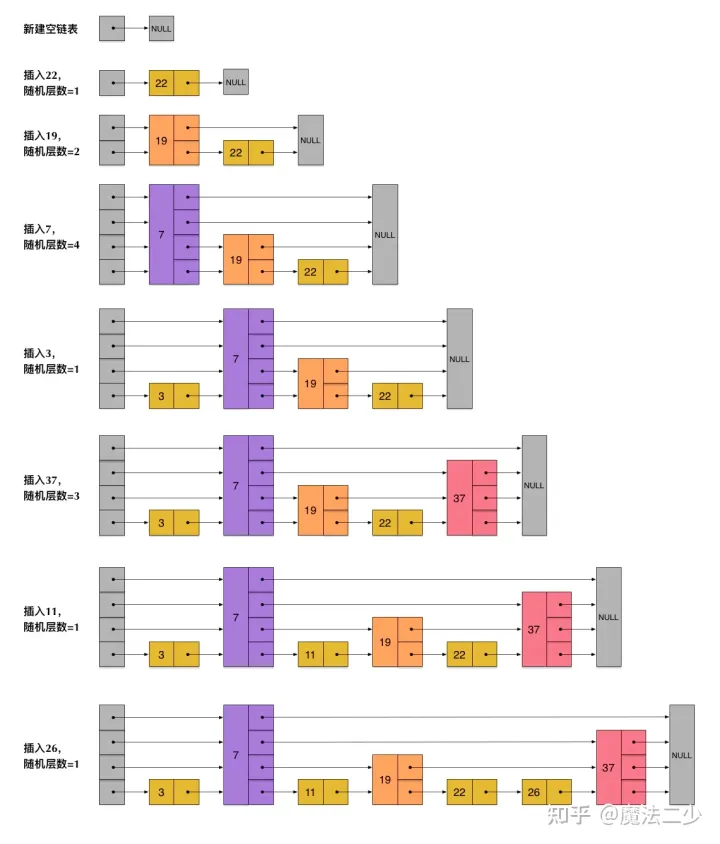 新建空链表
NULL
插入22，
随机层数=1
22
NULL
插入19，
随机层数=2
19
22
NULL
插入7，
随机层数=4
7
19
22
NULL
插入3，
随机层数=1
3
7
19
22
NULL
插入37，
随机层数=3
3
7
19
22
37
NULL
插入11，
随机层数=1
3
7
11
19
22
37
NULL
插入26，
随机层数=1
3
7
11
19
22
26
37
NULL
知乎 @魔法二少